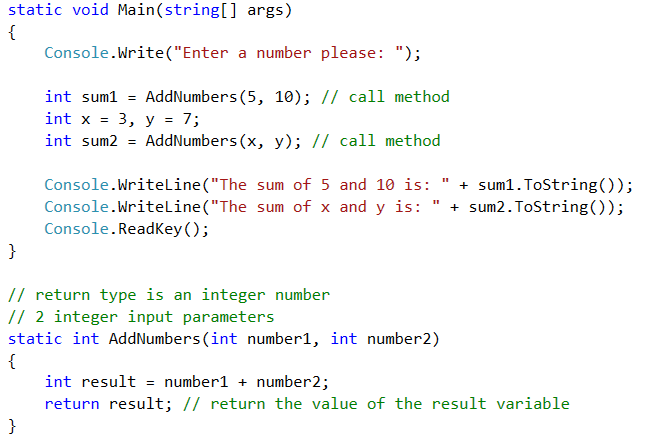 static void Main(string[] args)
{
    Console.Write("Enter a number please: ");

    int sum1 = AddNumbers(5, 10); // call method
    int x = 3, y = 7;
    int sum2 = AddNumbers(x, y); // call method

    Console.WriteLine("The sum of 5 and 10 is: " + sum1.ToString());
    Console.WriteLine("The sum of x and y is: " + sum2.ToString());
    Console.ReadKey();
}

// return type is an integer number
// 2 integer input parameters
static int AddNumbers(int number1, int number2)
{
    int result = number1 + number2;
    return result; // return the value of the result variable
}